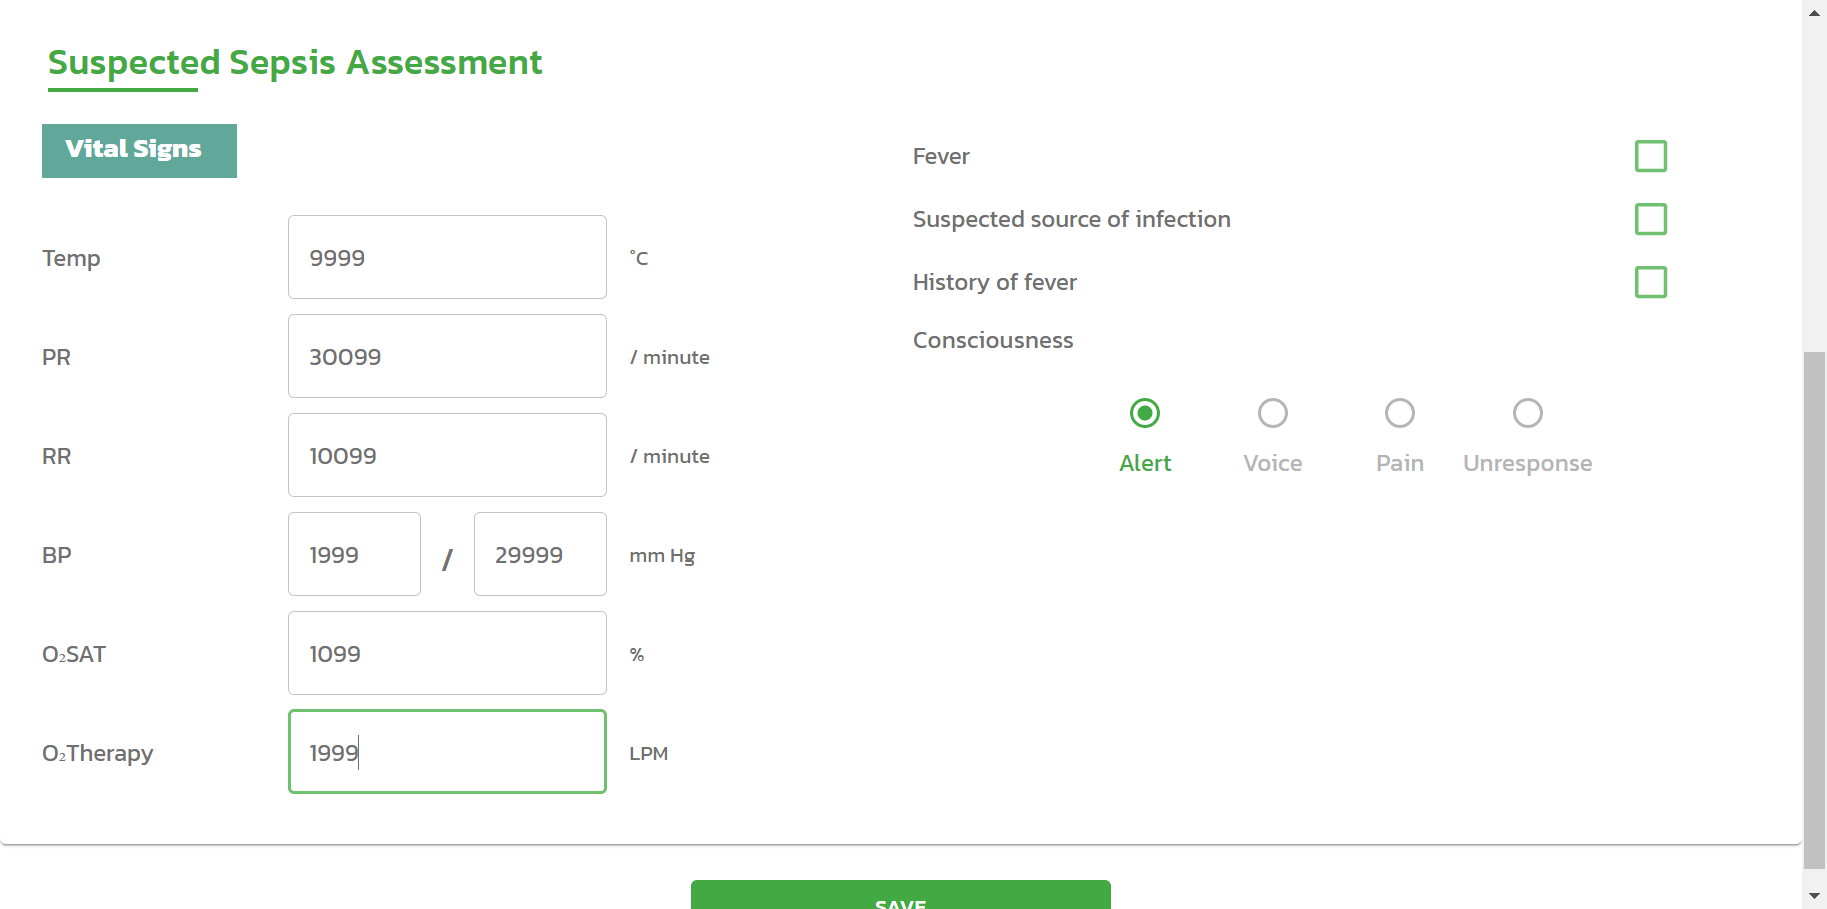 Suspected Sepsis Assessment
Vital Signs
Temp 9999 °C
PR 30099 / minute
RR 10099 / minute
BP 1999 / 29999 mm Hg
O₂SAT 1099 %
O₂Therapy 1999 LPM
Fever
Suspected source of infection
History of fever
Consciousness
Alert Voice Pain Unresponse
SAVE